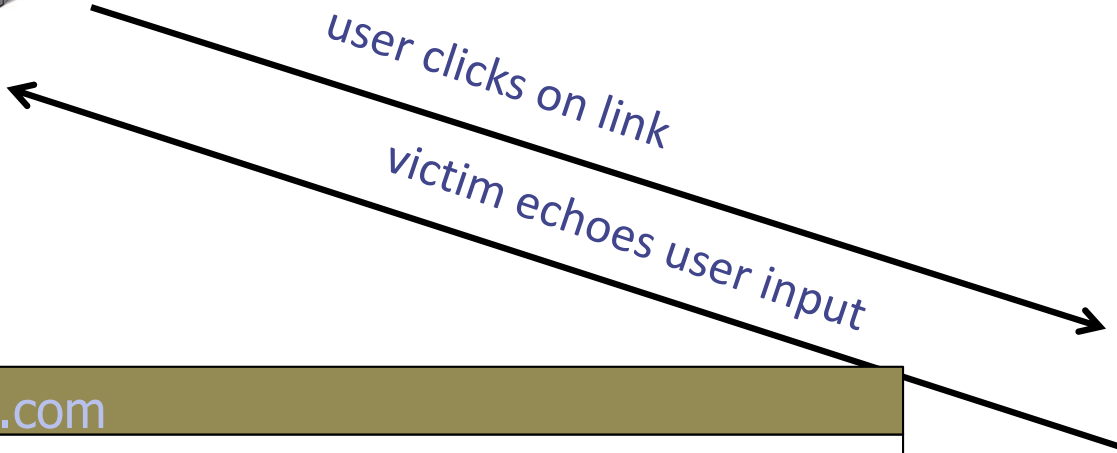 user clicks on link
victim echoes user input
.com